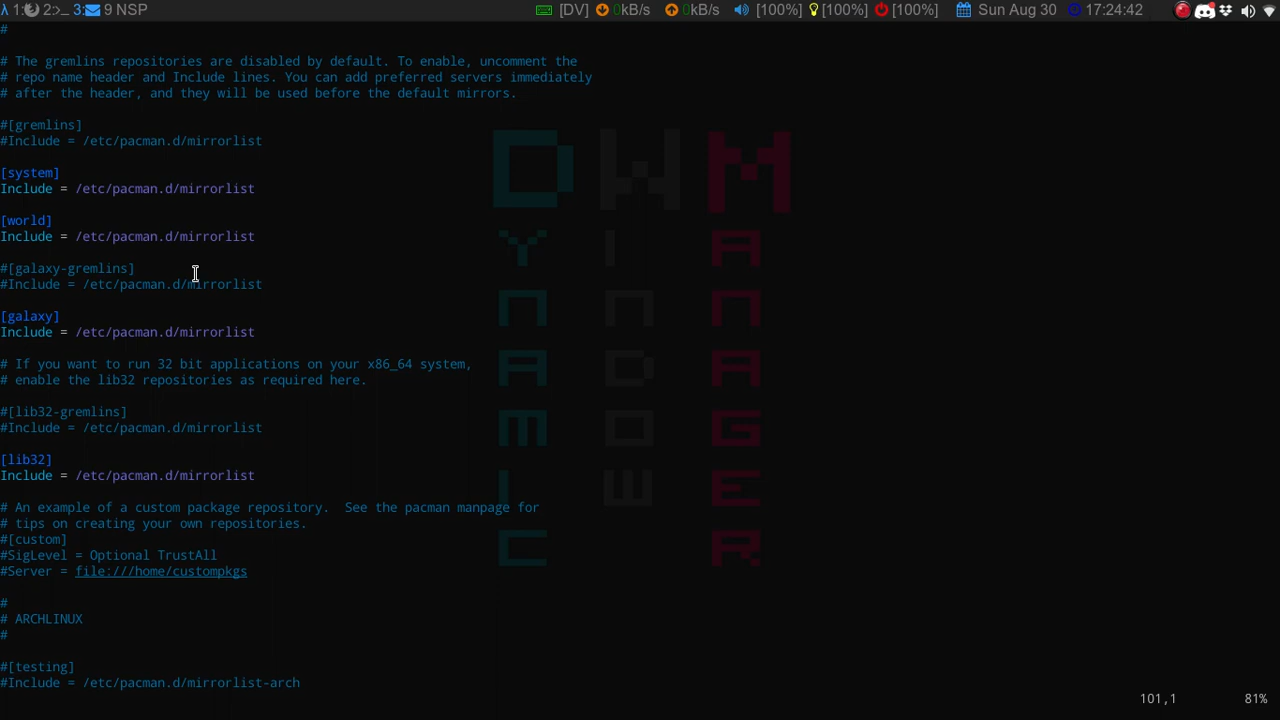 λ 1: 2:>_ 3: 9 NSP [DV] 0kB/s 0kB/s [100%] [100%] [100%] Sun Aug 30 17:24:42
#
# The gremlins repositories are disabled by default. To enable, uncomment the
# repo name header and Include lines. You can add preferred servers immediately
# after the header, and they will be used before the default mirrors.
#[gremlins]
#Include = /etc/pacman.d/mirrorlist
[system]
Include = /etc/pacman.d/mirrorlist
[world]
Include = /etc/pacman.d/mirrorlist
#[galaxy-gremlins]
#Include = /etc/pacman.d/mirrorlist
[galaxy]
Include = /etc/pacman.d/mirrorlist
# If you want to run 32 bit applications on your x86_64 system,
# enable the lib32 repositories as required here.
#[lib32-gremlins]
#Include = /etc/pacman.d/mirrorlist
[lib32]
Include = /etc/pacman.d/mirrorlist
# An example of a custom package repository.  See the pacman manpage for
# tips on creating your own repositories.
#[custom]
#SigLevel = Optional TrustAll
#Server = file:///home/custompkgs
#
# ARCHLINUX
#
#[testing]
#Include = /etc/pacman.d/mirrorlist-arch
101,1 81%
DYNAMIC
WINDOW
MANAGER